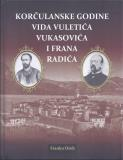 KORČULANSKE GODINE
VIDA VULETIĆA
VUKASOVIĆA
I FRANA
RADIĆA